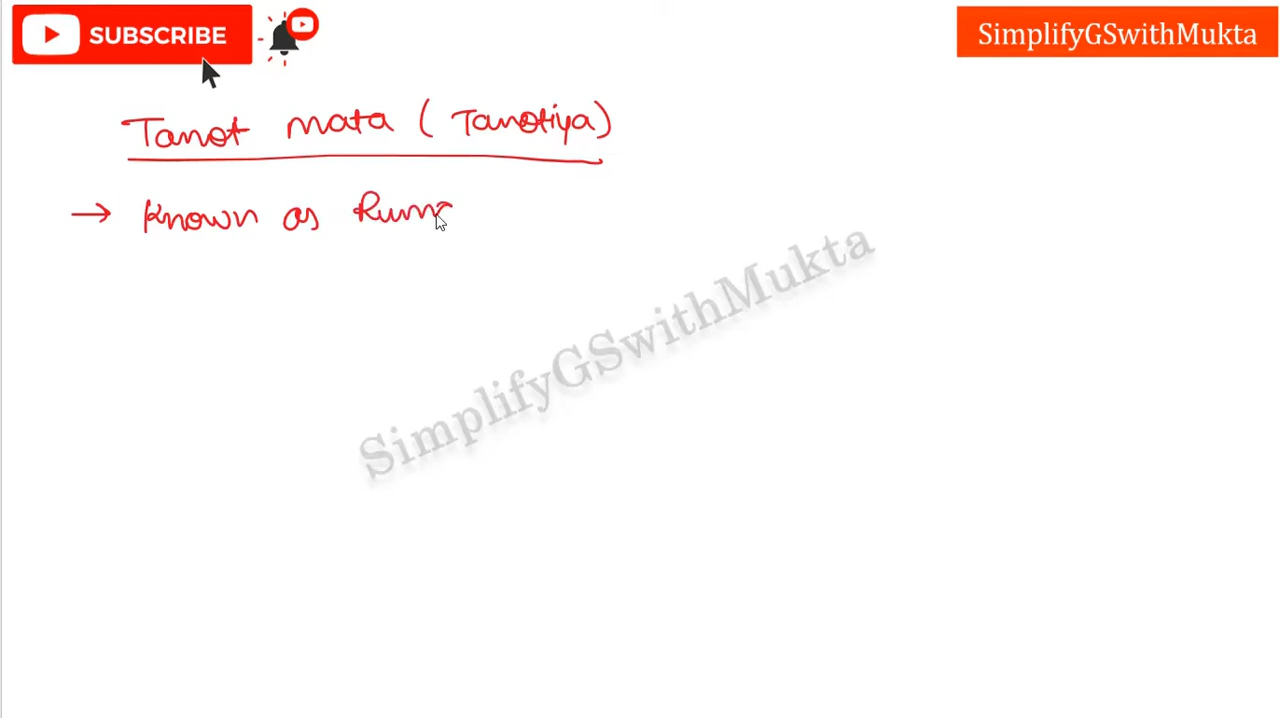 SUBSCRIBE
SimplifyGSwithMukta
Tanot mata (Tanotiya)
→ Known as Rum
SimplifyGSwithMukta